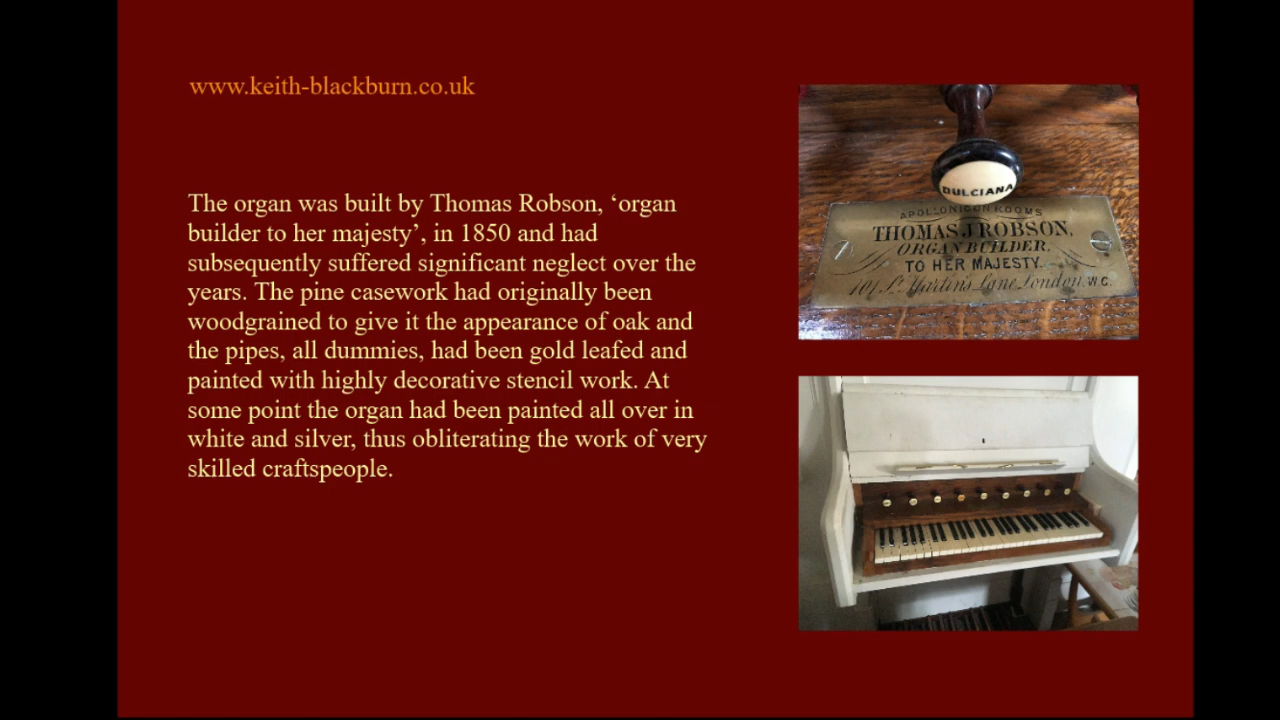 www.keith-blackburn.co.uk
The organ was built by Thomas Robson, ‘organ
builder to her majesty’, in 1850 and had
subsequently suffered significant neglect over the
years. The pine casework had originally been
woodgrained to give it the appearance of oak and
the pipes, all dummies, had been gold leafed and
painted with highly decorative stencil work. At
some point the organ had been painted all over in
white and silver, thus obliterating the work of very
skilled craftspeople.
DULCIANA
APOLLONICON ROOMS
THOMAS J ROBSON,
ORGAN BUILDER.
TO HER MAJESTY.
101 St Martin's Lane London. W.C.